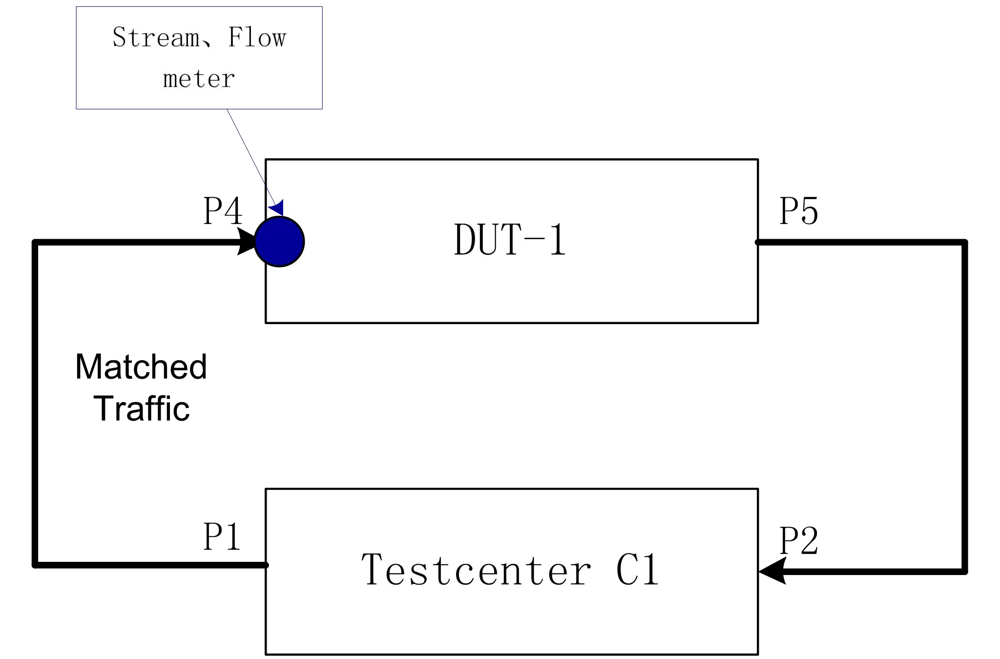 Stream、Flow
meter
P4
P5
DUT-1
Matched
Traffic
P1
P2
Testcenter C1